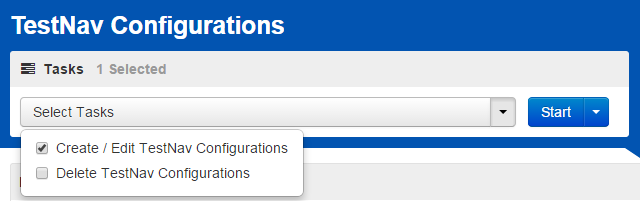 TestNav Configurations
Tasks 1 Selected
Select Tasks Start
Create / Edit TestNav Configurations
Delete TestNav Configurations